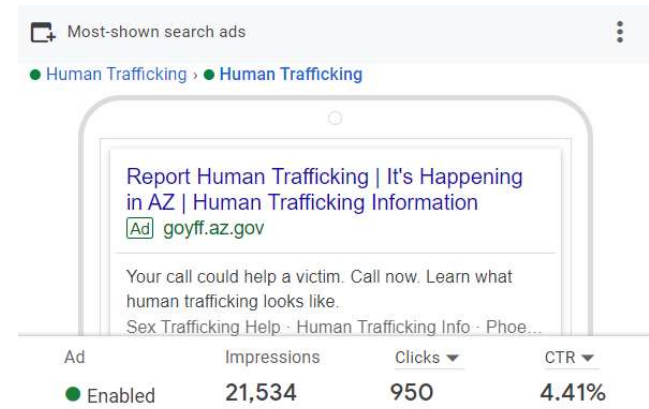 Most-shown search ads
Human Trafficking › Human Trafficking
Report Human Trafficking | It's Happening
in AZ | Human Trafficking Information
Ad goyff.az.gov
Your call could help a victim. Call now. Learn what
human trafficking looks like.
Sex Trafficking Help · Human Trafficking Info · Phoe...
Ad Impressions Clicks CTR
Enabled 21,534 950 4.41%